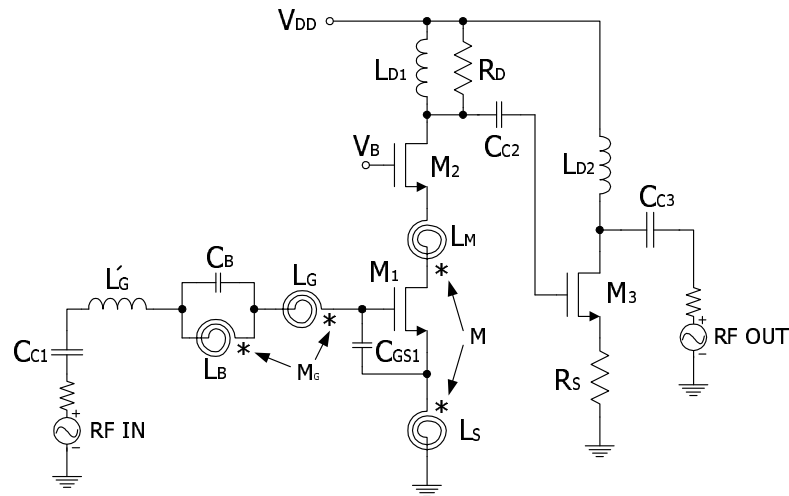 VDD
LD1
RD
VB
M2
CC2
LD2
CC3
LM
CB
LG
M1
L´G
*
M3
*
CC1
CGS1
M
RF OUT
*
LB
MG
RS
*
LS
+
RF IN
−
+
−